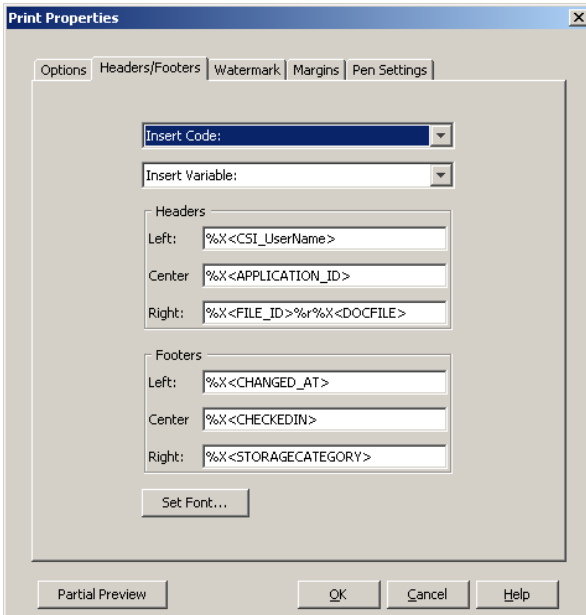 Print Properties
Options Headers/Footers Watermark Margins Pen Settings
Insert Code:
Insert Variable:
Headers
Left: %X<CSI_UserName>
Center %X<APPLICATION_ID>
Right: %X<FILE_ID>%r%X<DOCFILE>
Footers
Left: %X<CHANGED_AT>
Center %X<CHECKEDIN>
Right: %X<STORAGECATEGORY>
Set Font...
Partial Preview OK Cancel Help